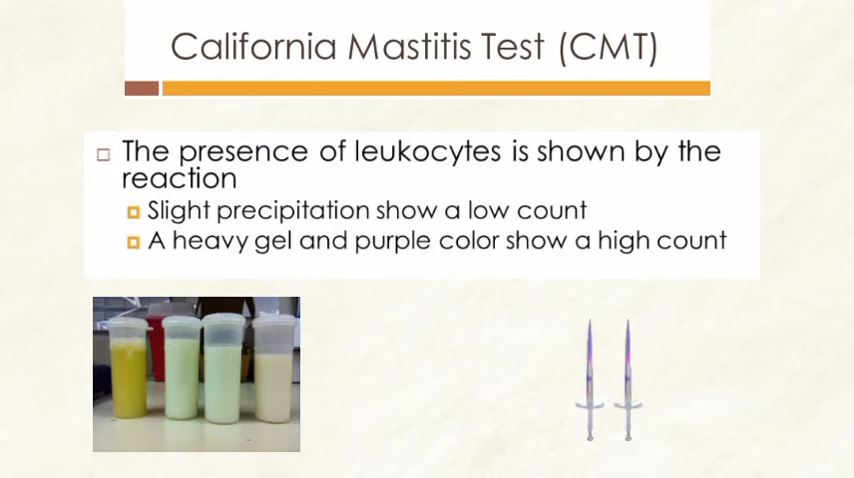 California Mastitis Test (CMT)
The presence of leukocytes is shown by the
reaction
Slight precipitation show a low count
A heavy gel and purple color show a high count